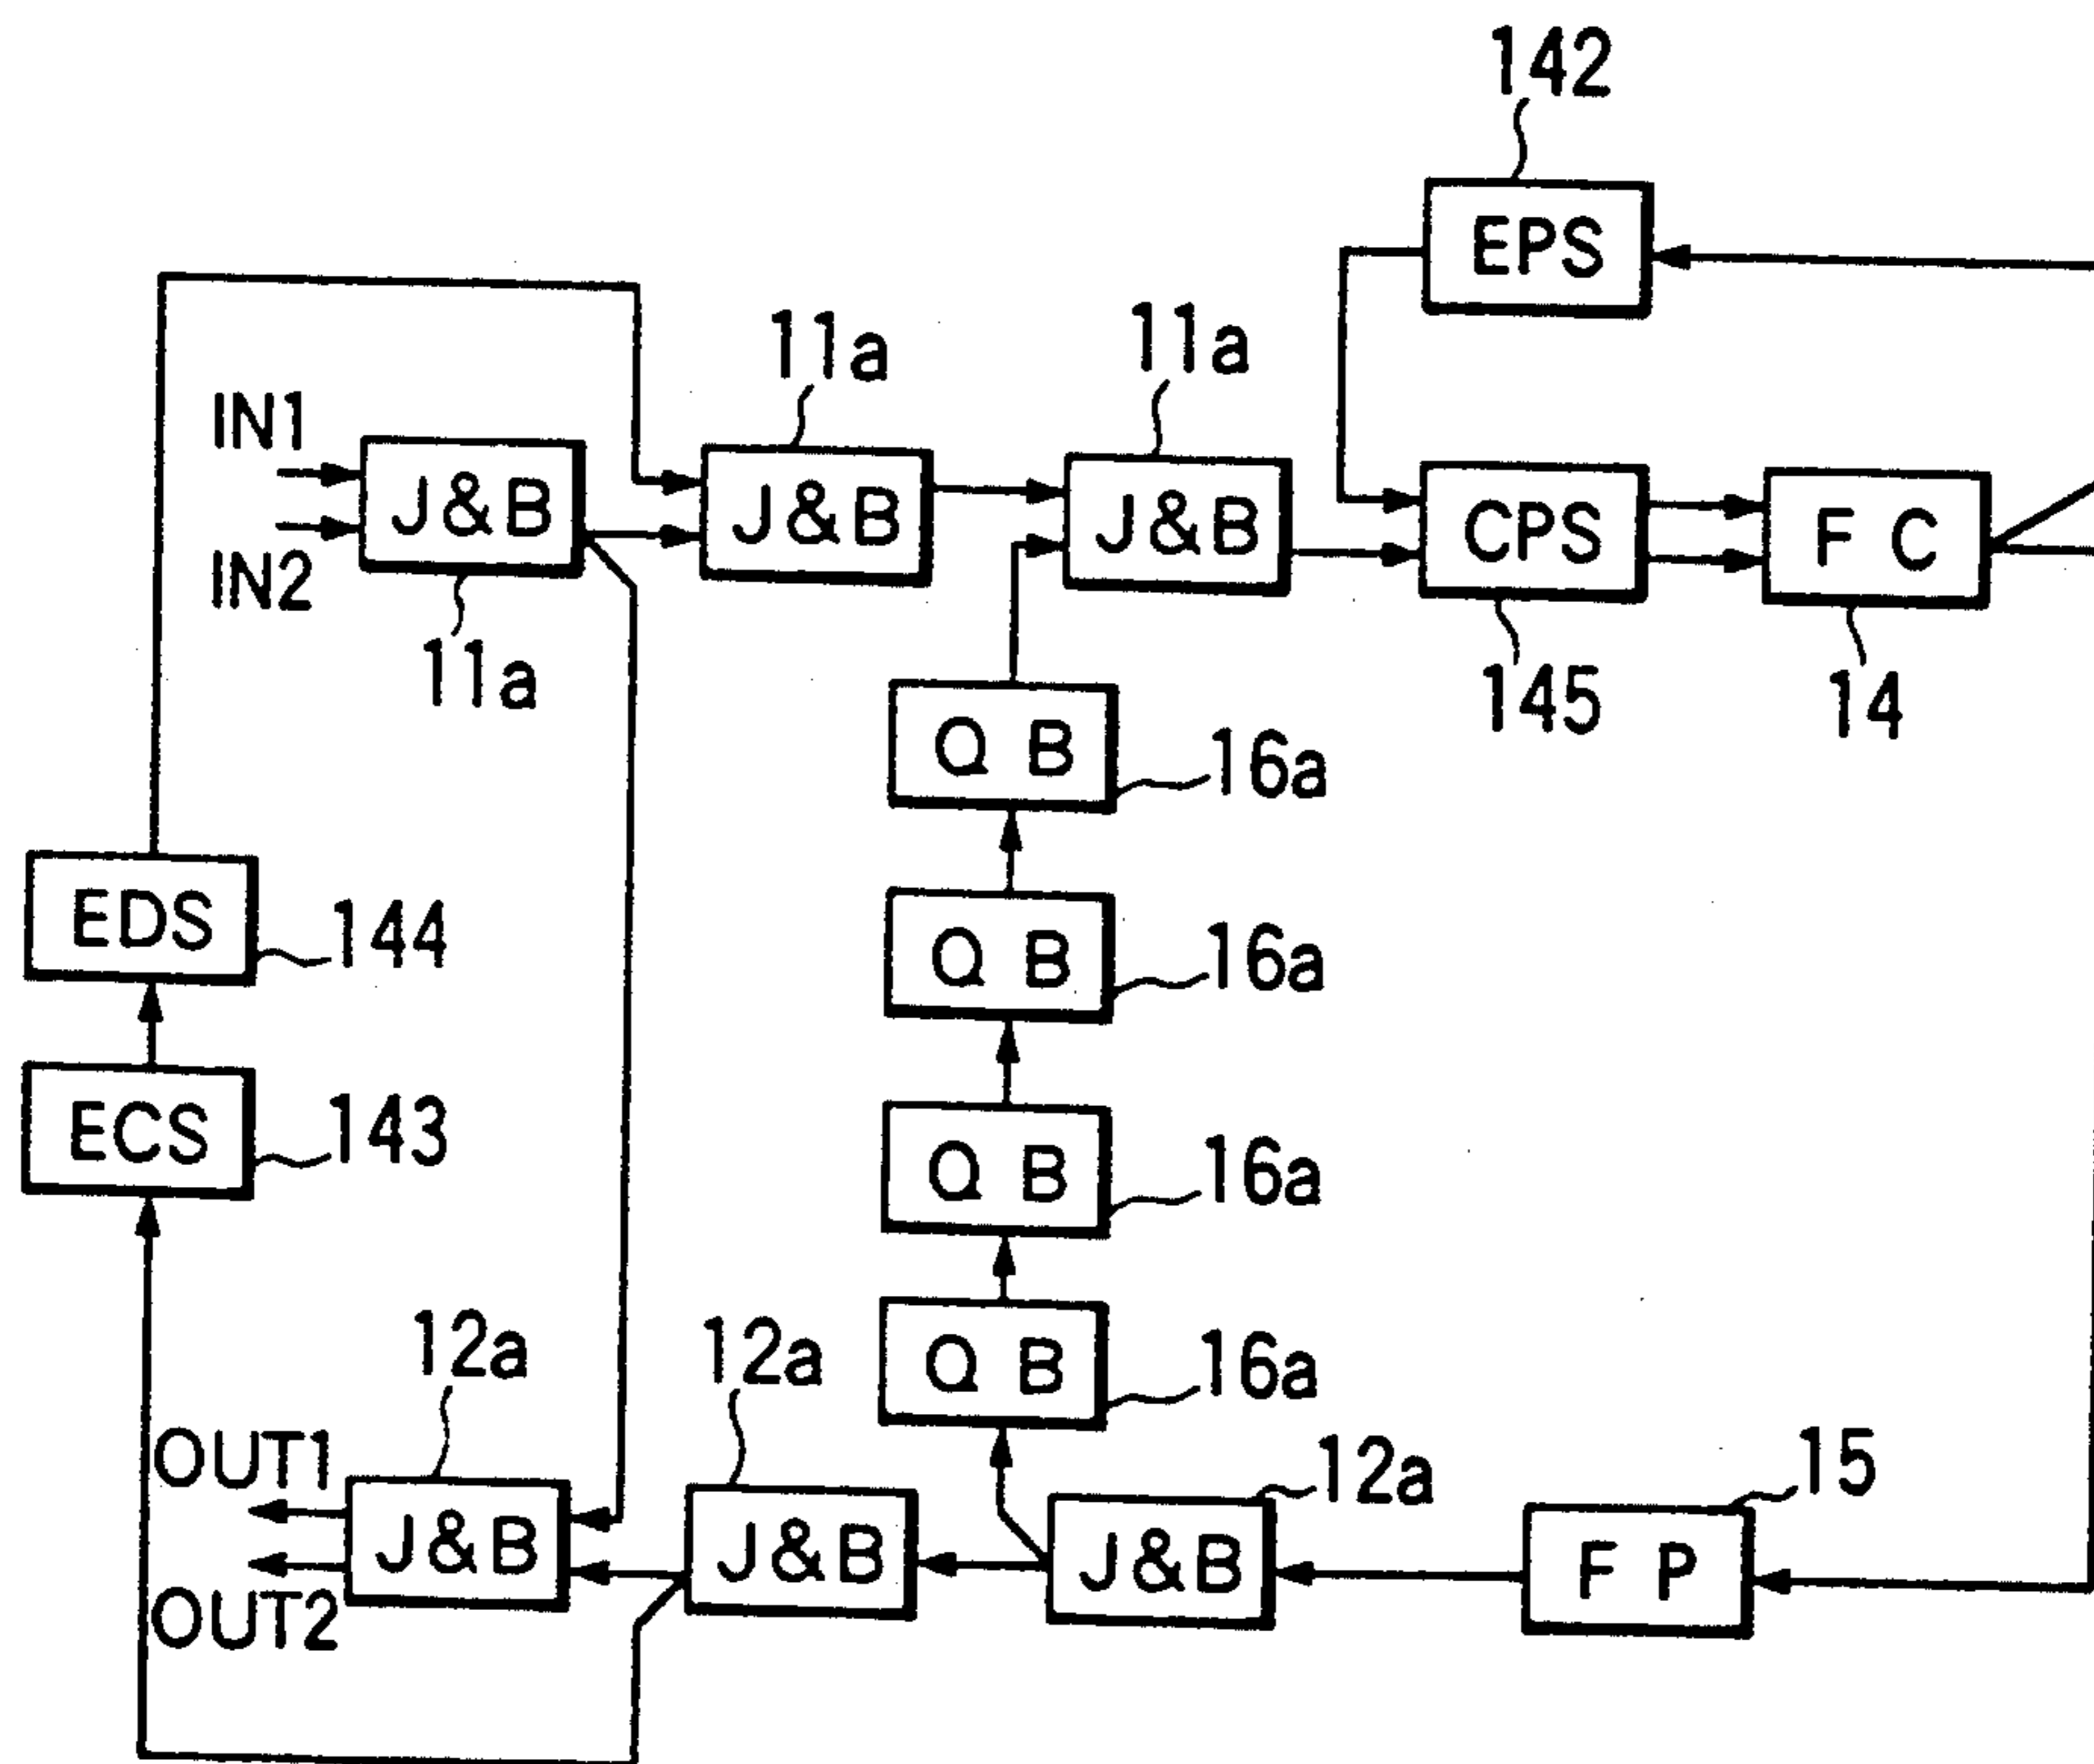 142
EPS
11a
11a
IN1
J&B
J&B
J&B
CPS
F C
IN2
11a
145
14
Q B
16a
EDS
144
Q B
16a
ECS
143
Q B
16a
12a
12a
Q B
16a
OUT1
12a
15
J&B
J&B
J&B
F P
OUT2